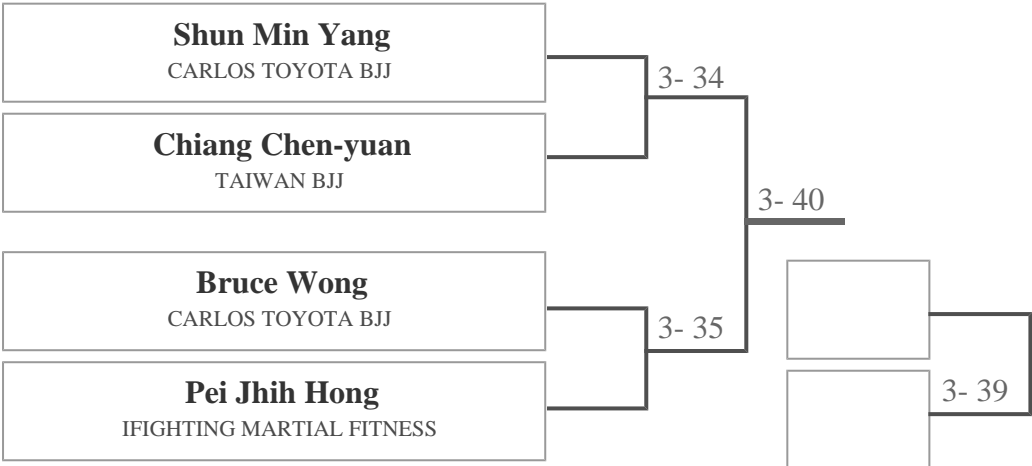 Shun Min Yang
CARLOS TOYOTA BJJ
3- 34
Chiang Chen-yuan
TAIWAN BJJ
3- 40
Bruce Wong
CARLOS TOYOTA BJJ
3- 35
Pei Jhih Hong
IFIGHTING MARTIAL FITNESS
3- 39